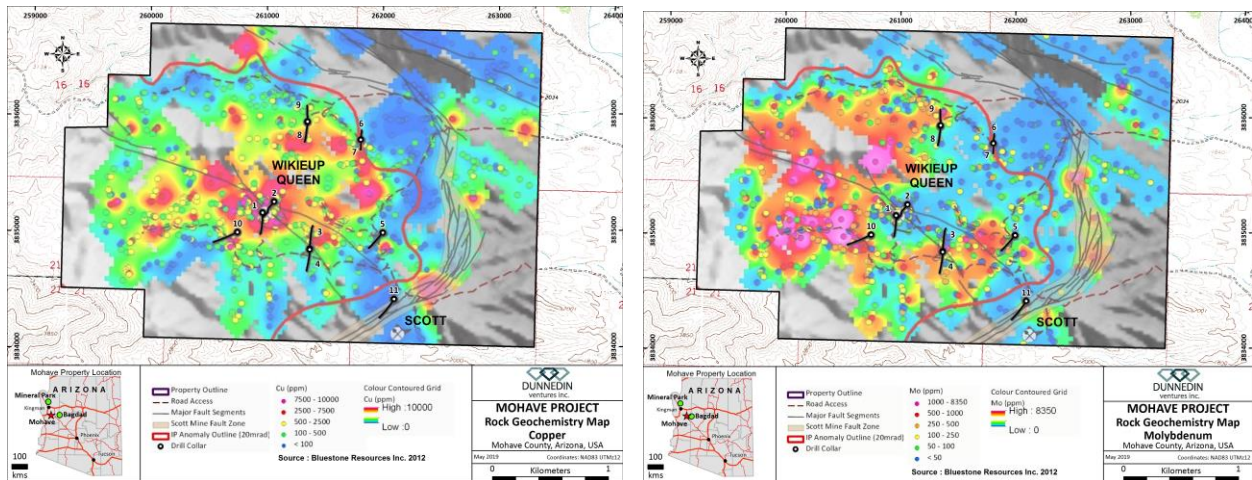 259000
260000
261000
262000
263000
264000
3836000
3835000
3834000
16
15
21
2034
9
8
6
7
WIKIEUP
QUEEN
2
1
10
3
4
5
11
SCOTT
Mohave Property Location
ARIZONA
Mineral Park
Kingman
Bagdad
Mohave
Phoenix
Tucson
100
kms
Property Outline
Road Access
Major Fault Segments
Scott Mine Fault Zone
IP Anomaly Outline (20mrad)
Drill Collar
Cu (ppm)
7500 - 10000
2500 - 7500
500 - 2500
100 - 500
< 100
Colour Contoured Grid
Cu (ppm)
High :10000
Low :0
Source : Bluestone Resources Inc. 2012
DUNNEDIN
ventures inc.
MOHAVE PROJECT
Rock Geochemistry Map
Copper
Mohave County, Arizona, USA
May 2019
Coordinates: NAD83 UTMz12
Kilometers
0
1
259000
260000
261000
262000
263000
264000
3836000
3835000
3834000
16
15
21
2034
9
8
6
7
WIKIEUP
QUEEN
2
1
10
3
4
5
11
SCOTT
Mohave Property Location
ARIZONA
Mineral Park
Kingman
Bagdad
Mohave
Phoenix
Tucson
100
kms
Property Outline
Road Access
Major Fault Segments
Scott Mine Fault Zone
IP Anomaly Outline (20mrad)
Drill Collar
Mo (ppm)
1000 - 8350
500 - 1000
100 - 250
50 - 100
< 50
Colour Contoured Grid
Mo (ppm)
High : 8350
Low : 0
Source : Bluestone Resources Inc. 2012
DUNNEDIN
ventures inc.
MOHAVE PROJECT
Rock Geochemistry Map
Molybdenum
Mohave County, Arizona, USA
May 2019
Coordinates: NAD83 UTMz12
Kilometers
0
1